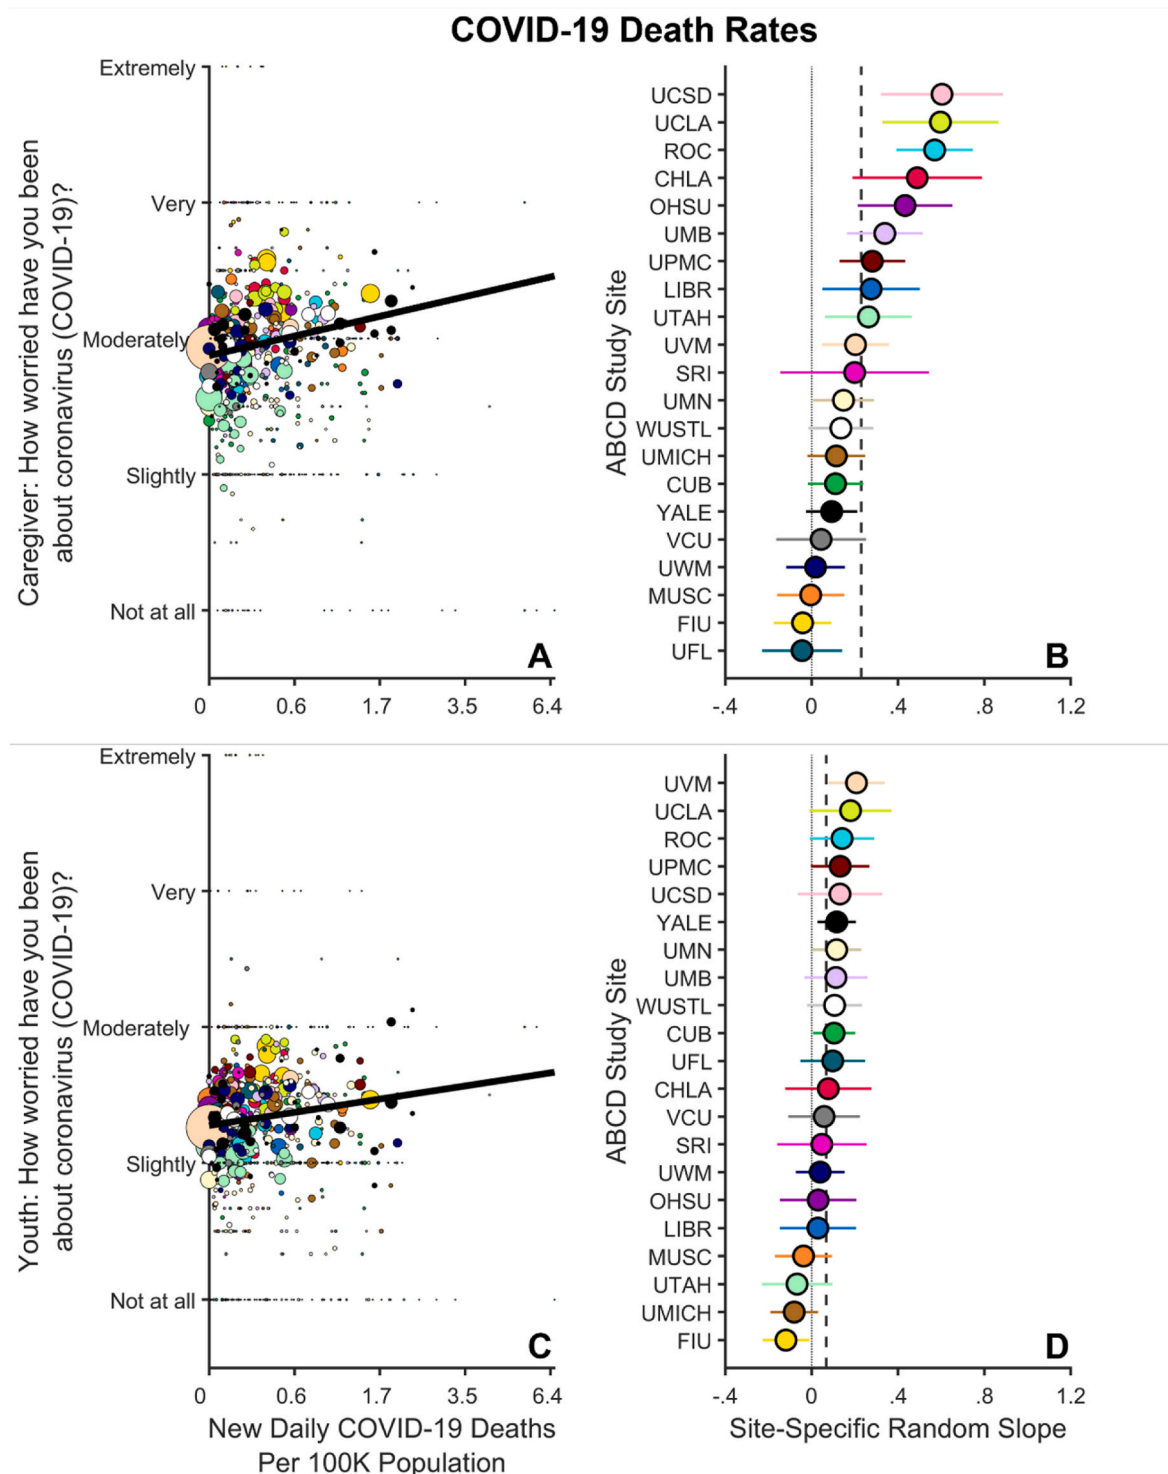 COVID-19 Death Rates
Caregiver: How worried have you been
about coronavirus (COVID-19)?
Extremely
Very
Moderately
Slightly
Not at all
A
0 0.6 1.7 3.5 6.4
ABCD Study Site
UCSD
UCLA
ROC
CHLA
OHSU
UMB
UPMC
LIBR
UTAH
UVM
SRI
UMN
WUSTL
UMICH
CUB
YALE
VCU
UWM
MUSC
FIU
UFL
B
-.4 0 .4 .8 1.2
Youth: How worried have you been
about coronavirus (COVID-19)?
Extremely
Very
Moderately
Slightly
Not at all
C
0 0.6 1.7 3.5 6.4
New Daily COVID-19 Deaths
Per 100K Population
ABCD Study Site
UVM
UCLA
ROC
UPMC
UCSD
YALE
UMN
UMB
WUSTL
CUB
UFL
CHLA
VCU
SRI
UWM
OHSU
LIBR
MUSC
UTAH
UMICH
FIU
D
-.4 0 .4 .8 1.2
Site-Specific Random Slope